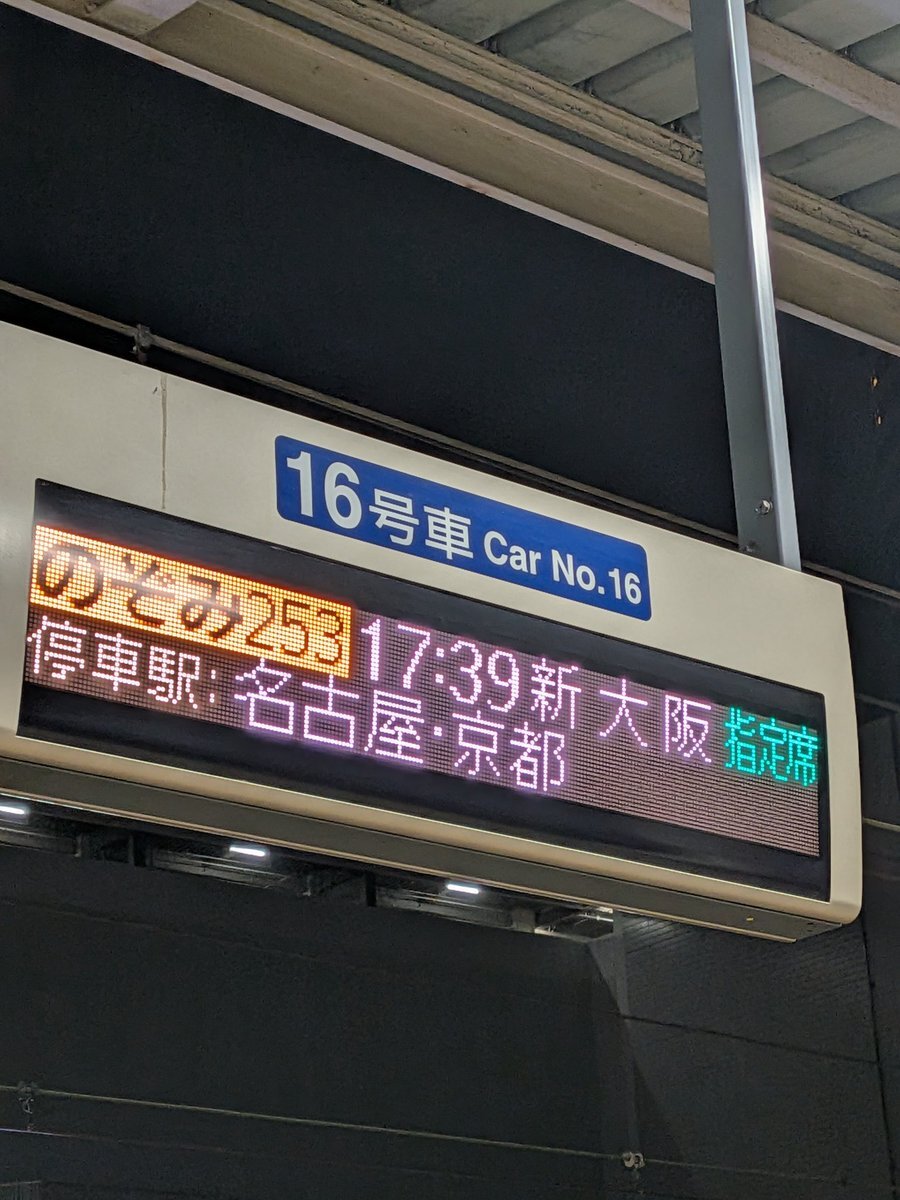 16号車 Car No.16
のぞみ253 17:39 新大阪 指定席
停車駅:名古屋・京都